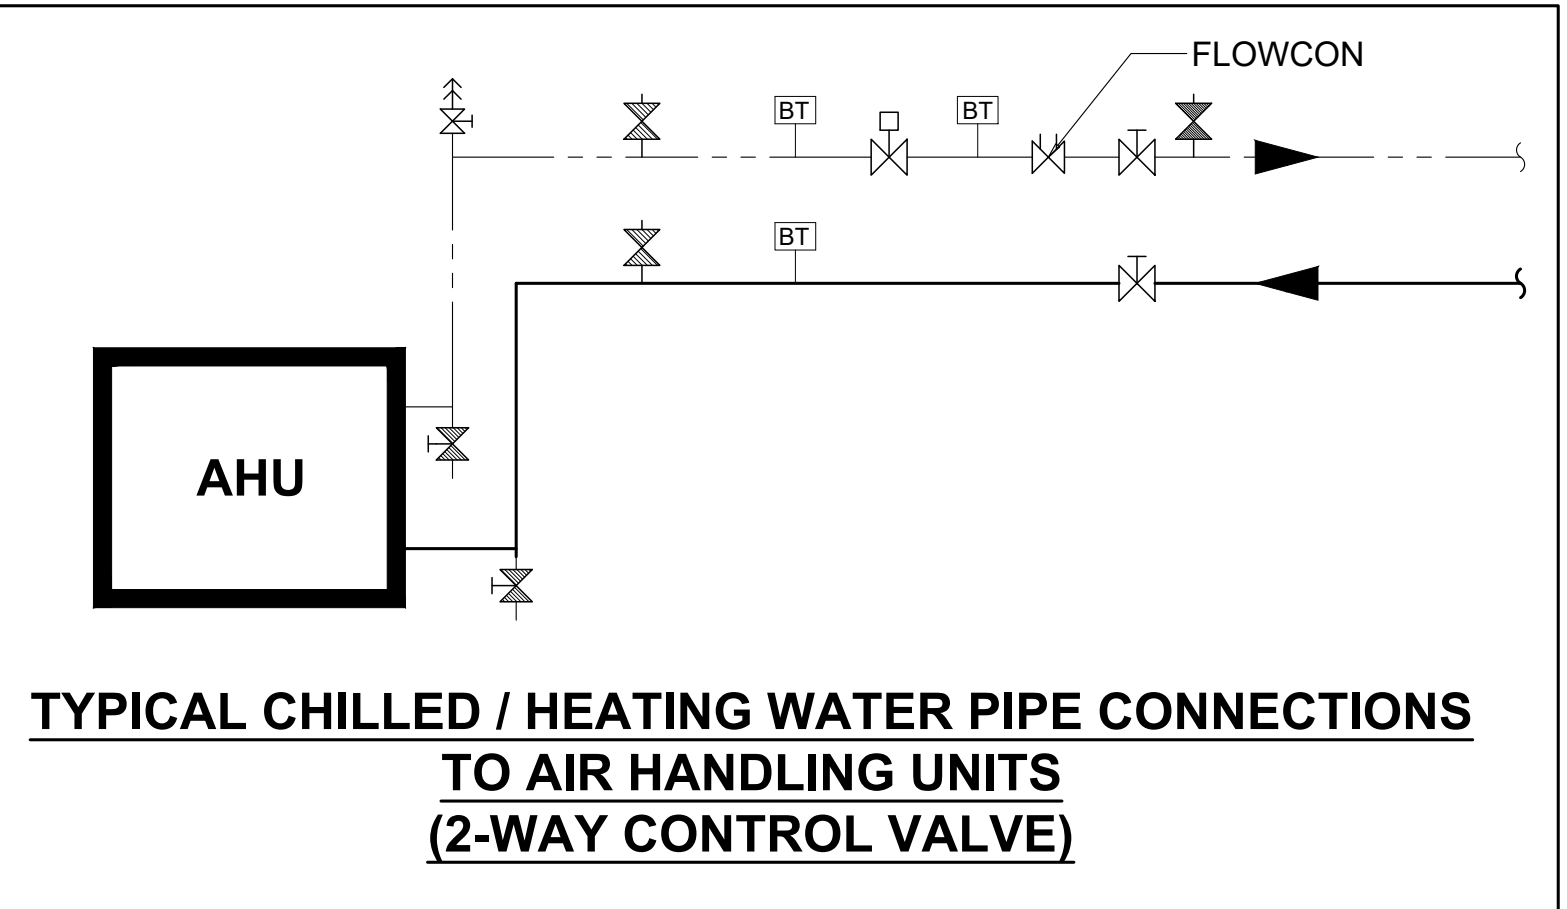 FLOWCON
BT
BT
BT
AHU
TYPICAL CHILLED / HEATING WATER PIPE CONNECTIONS
TO AIR HANDLING UNITS
(2-WAY CONTROL VALVE)